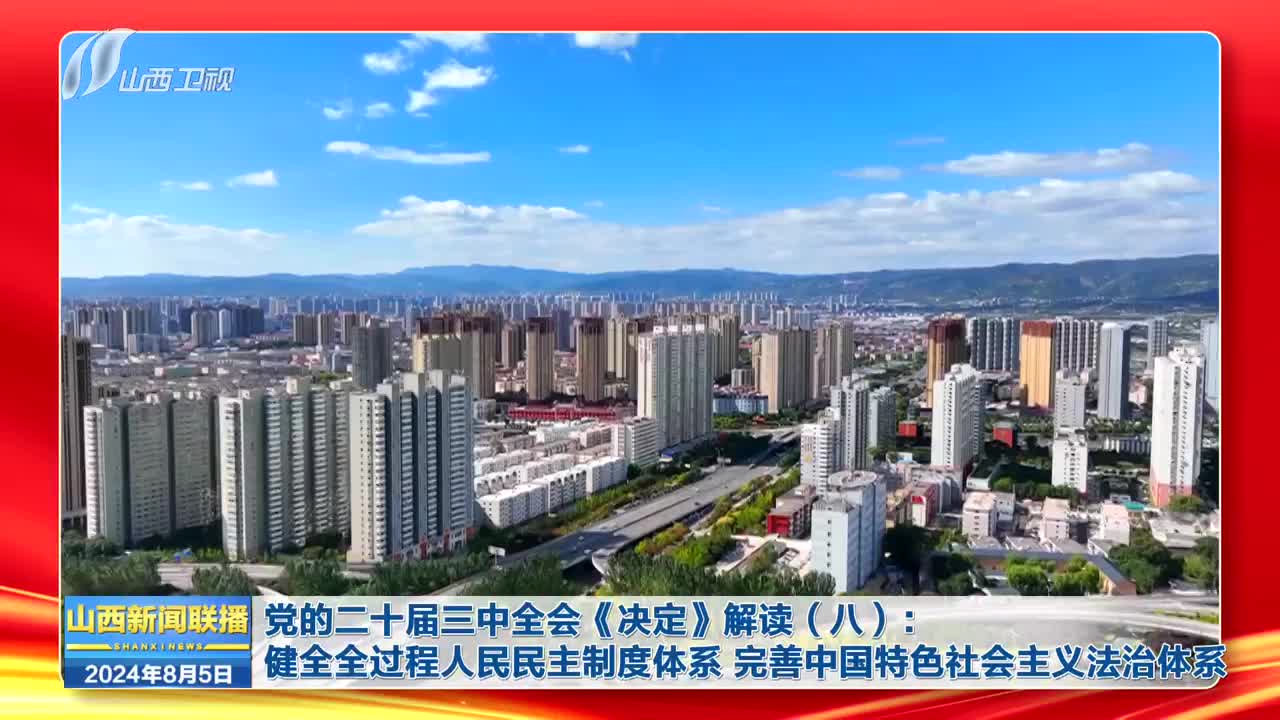 山西卫视
山西新闻联播
SHANXI NEWS
2024年8月5日
党的二十届三中全会《决定》解读（八）：
健全全过程人民民主制度体系 完善中国特色社会主义法治体系